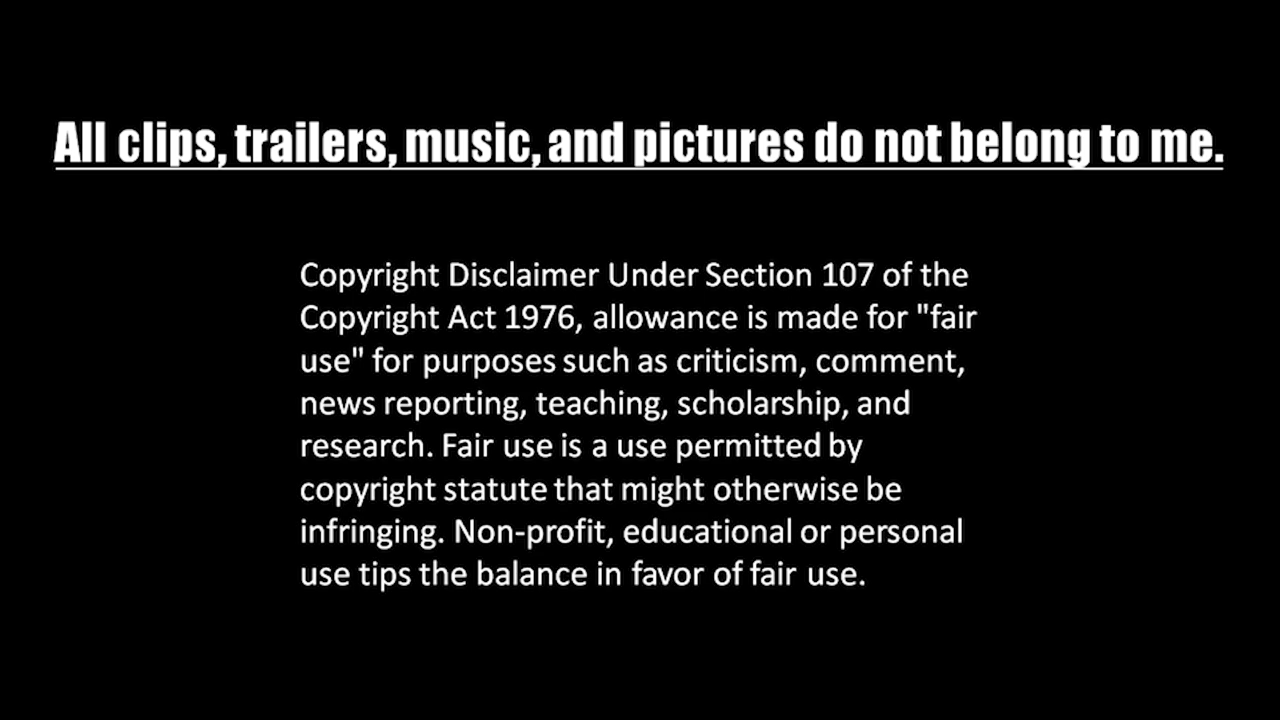 All clips, trailers, music, and pictures do not belong to me.
Copyright Disclaimer Under Section 107 of the
Copyright Act 1976, allowance is made for "fair
use" for purposes such as criticism, comment,
news reporting, teaching, scholarship, and
research. Fair use is a use permitted by
copyright statute that might otherwise be
infringing. Non-profit, educational or personal
use tips the balance in favor of fair use.